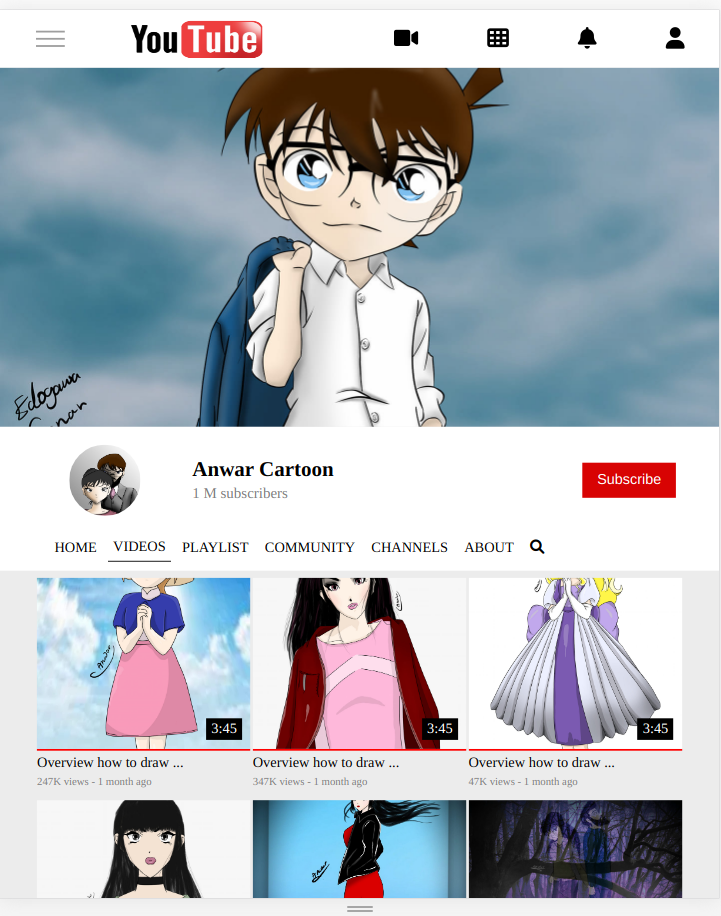 YouTube
Edogawa
Conan
Anwar Cartoon
1 M subscribers
Subscribe
HOME VIDEOS PLAYLIST COMMUNITY CHANNELS ABOUT
Anwar
3:45
3:45
3:45
Overview how to draw ...
Overview how to draw ...
Overview how to draw ...
247K views - 1 month ago
347K views - 1 month ago
47K views - 1 month ago